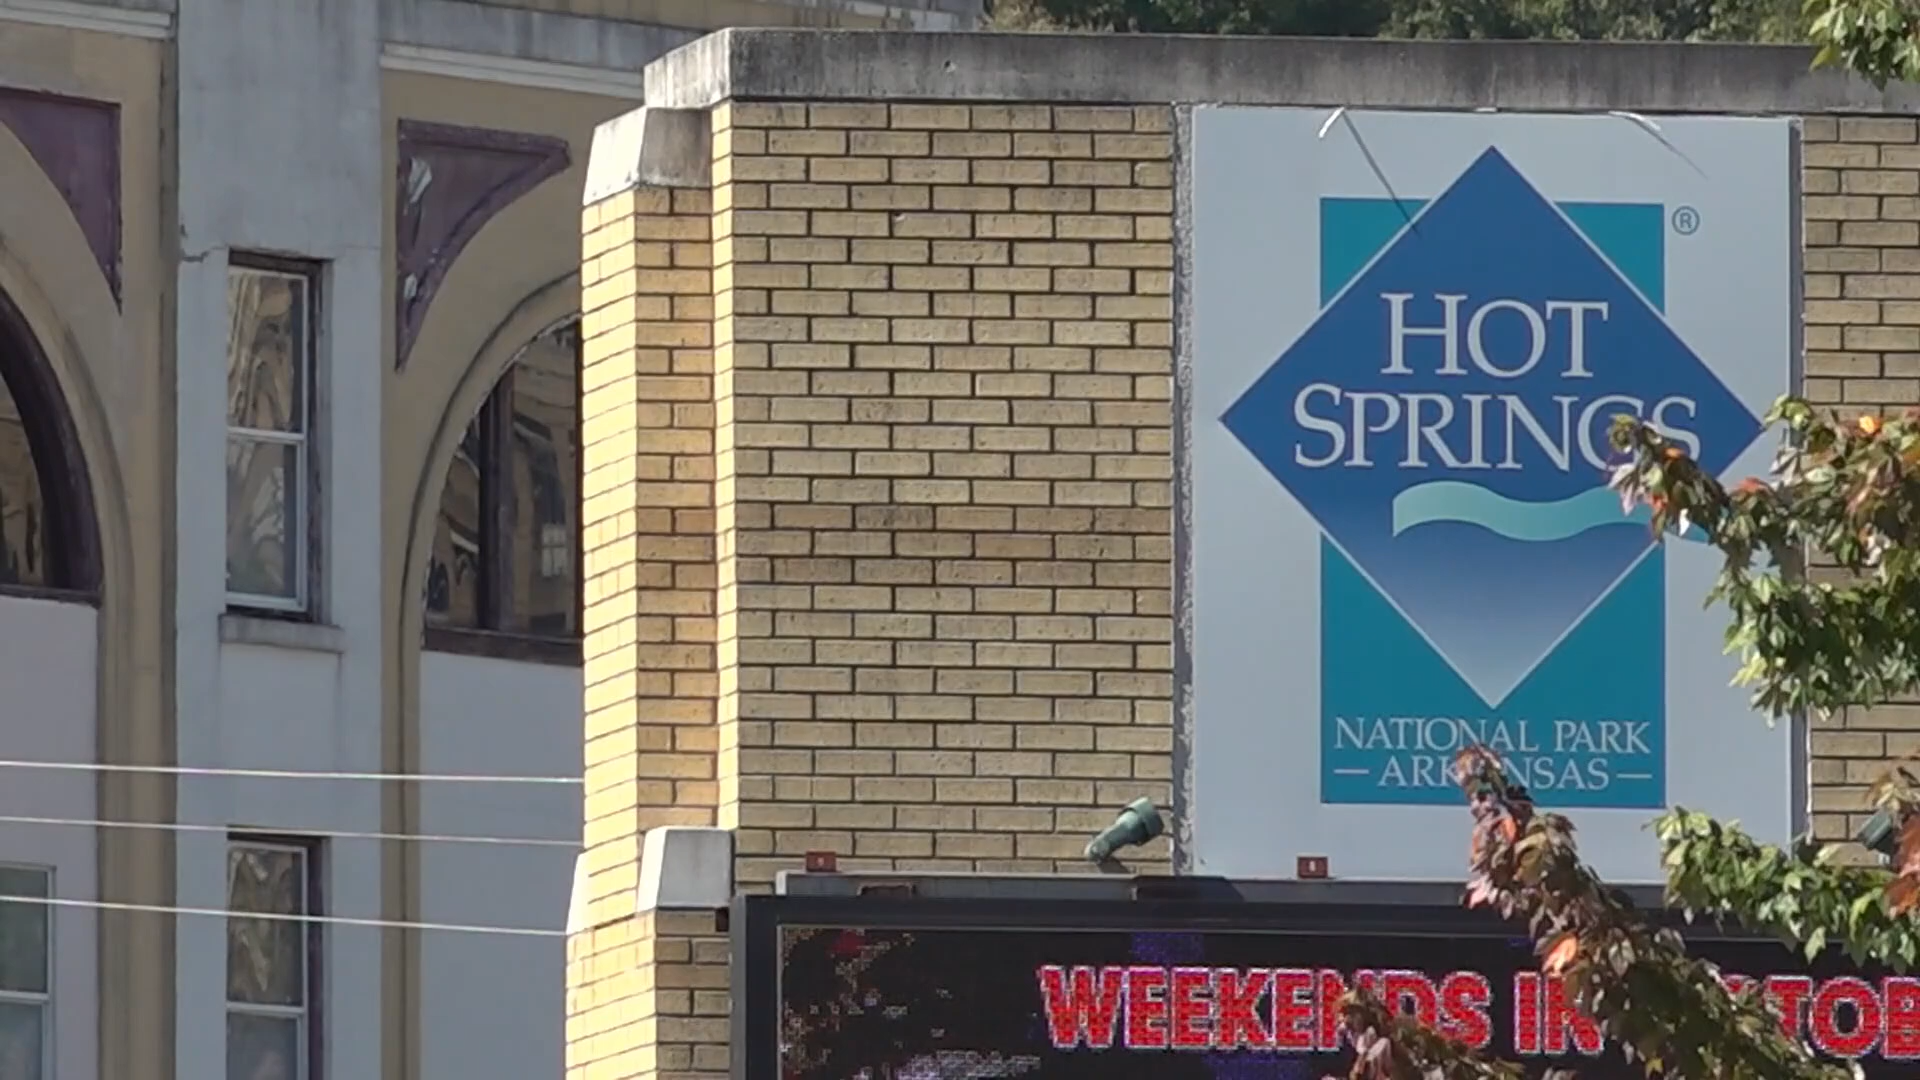 HOT
SPRINGS
®
NATIONAL PARK
— ARKANSAS —
WEEKENDS IN